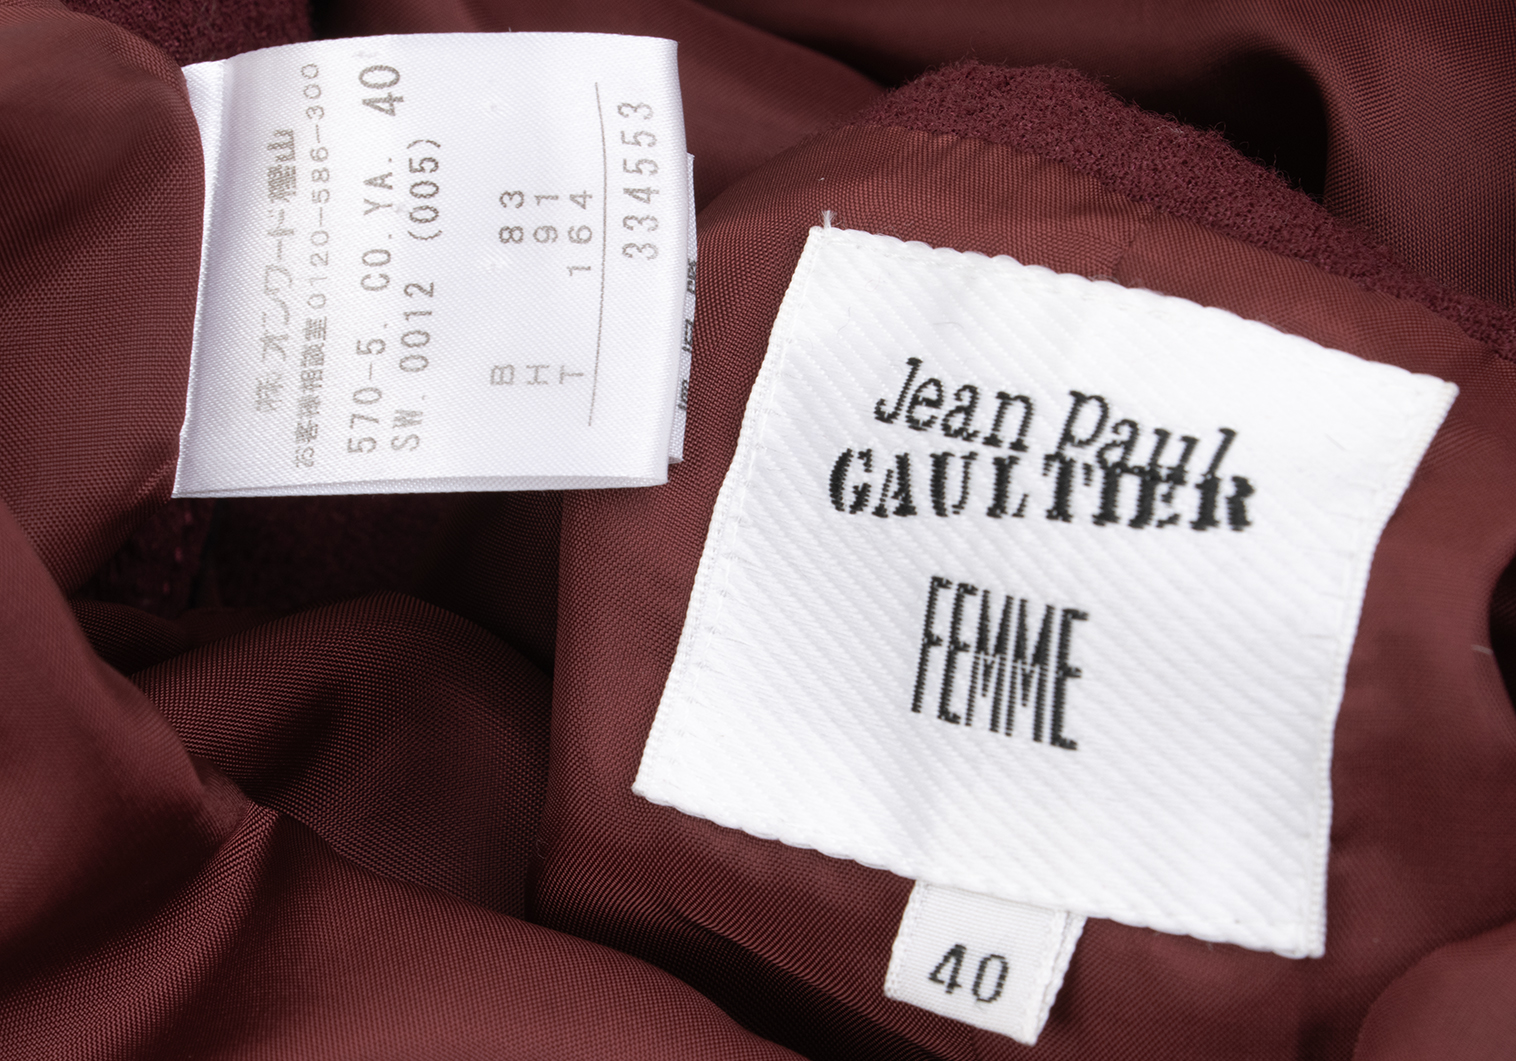 ㈱オンワード樫山
お客様相談室0120-586-300
570-5. CO.YA. 40
SW. 0012 (005)
B 83
H 91
T 164
334553
Jean Paul
GAULTIER
FEMME
40